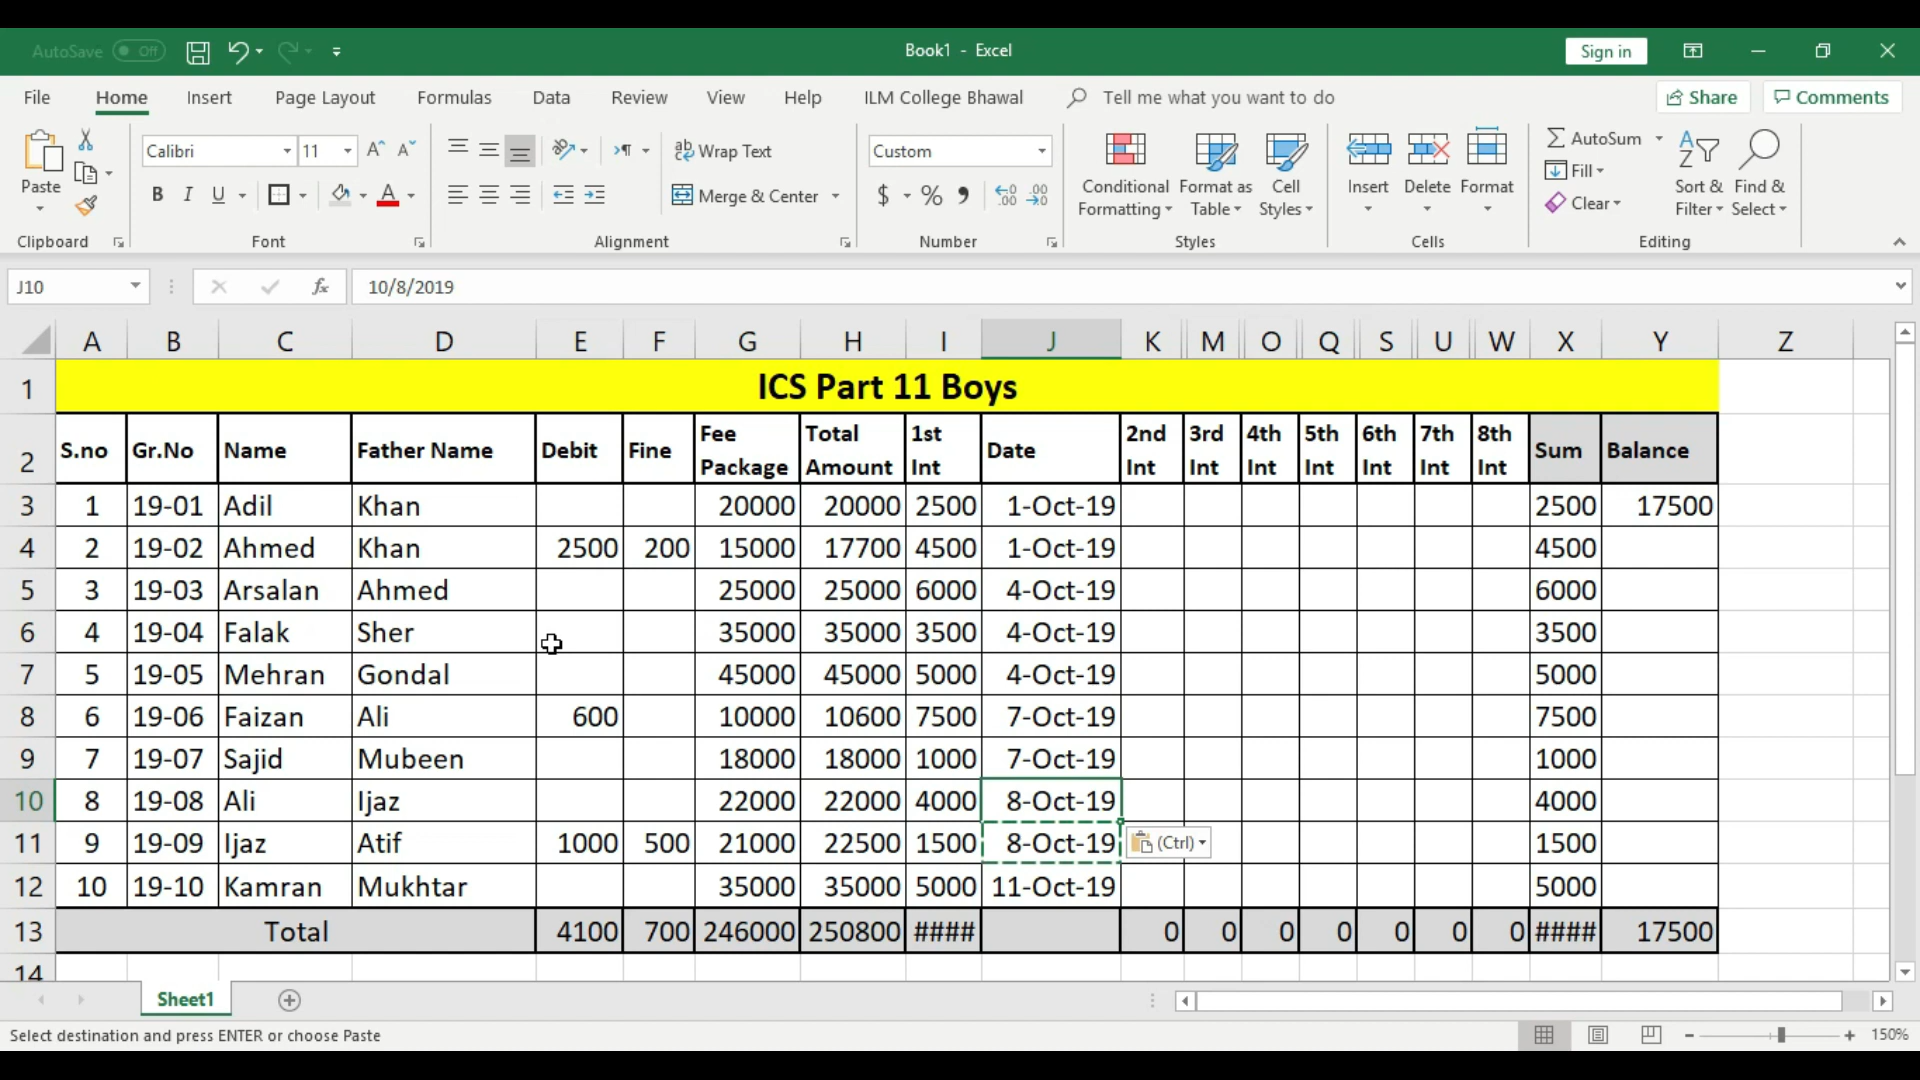 AutoSave Off Book1 - Excel Sign in
File Home Insert Page Layout Formulas Data Review View Help ILM College Bhawal Tell me what you want to do Share Comments
Paste Calibri 11 A A Wrap Text Custom Conditional Formatting Format as Table Cell Styles Insert Delete Format AutoSum Fill Clear Sort & Filter Find & Select
B I U A Merge & Center $ % ,
Clipboard Font Alignment Number Styles Cells Editing
J10 fx 10/8/2019
A B C D E F G H I J K M O Q S U W X Y Z
1 ICS Part 11 Boys
2 S.no Gr.No Name Father Name Debit Fine Fee Package Total Amount 1st Int Date 2nd Int 3rd Int 4th Int 5th Int 6th Int 7th Int 8th Int Sum Balance
3 1 19-01 Adil Khan 20000 20000 2500 1-Oct-19 2500 17500
4 2 19-02 Ahmed Khan 2500 200 15000 17700 4500 1-Oct-19 4500
5 3 19-03 Arsalan Ahmed 25000 25000 6000 4-Oct-19 6000
6 4 19-04 Falak Sher 35000 35000 3500 4-Oct-19 3500
7 5 19-05 Mehran Gondal 45000 45000 5000 4-Oct-19 5000
8 6 19-06 Faizan Ali 600 10000 10600 7500 7-Oct-19 7500
9 7 19-07 Sajid Mubeen 18000 18000 1000 7-Oct-19 1000
10 8 19-08 Ali Ijaz 22000 22000 4000 8-Oct-19 4000
11 9 19-09 Ijaz Atif 1000 500 21000 22500 1500 8-Oct-19 (Ctrl) 1500
12 10 19-10 Kamran Mukhtar 35000 35000 5000 11-Oct-19 5000
13 Total 4100 700 246000 250800 #### 0 0 0 0 0 0 0 #### 17500
14
Sheet1
Select destination and press ENTER or choose Paste 150%